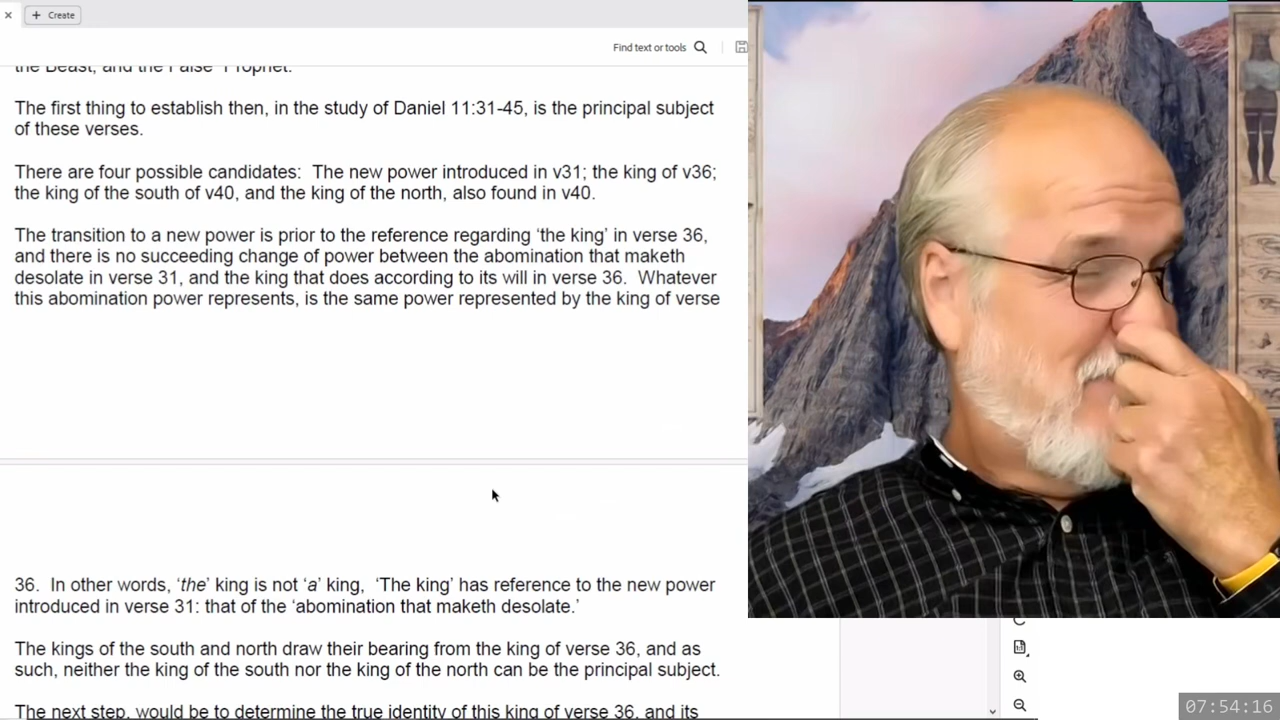 Create
Find text or tools
the Beast, and the False Prophet.
The first thing to establish then, in the study of Daniel 11:31-45, is the principal subject
of these verses.
There are four possible candidates:  The new power introduced in v31; the king of v36;
the king of the south of v40, and the king of the north, also found in v40.
The transition to a new power is prior to the reference regarding ‘the king’ in verse 36,
and there is no succeeding change of power between the abomination that maketh
desolate in verse 31, and the king that does according to its will in verse 36.  Whatever
this abomination power represents, is the same power represented by the king of verse
36.  In other words, ‘the’ king is not ‘a’ king,  ‘The king’ has reference to the new power
introduced in verse 31: that of the ‘abomination that maketh desolate.’
The kings of the south and north draw their bearing from the king of verse 36, and as
such, neither the king of the south nor the king of the north can be the principal subject.
The next step, would be to determine the true identity of this king of verse 36, and its
07:54:16